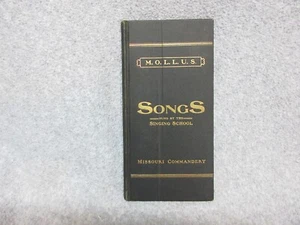 M.O.L.L.U.S.
SONGS
SUNG BY THE
SINGING SCHOOL
MISSOURI COMMANDERY